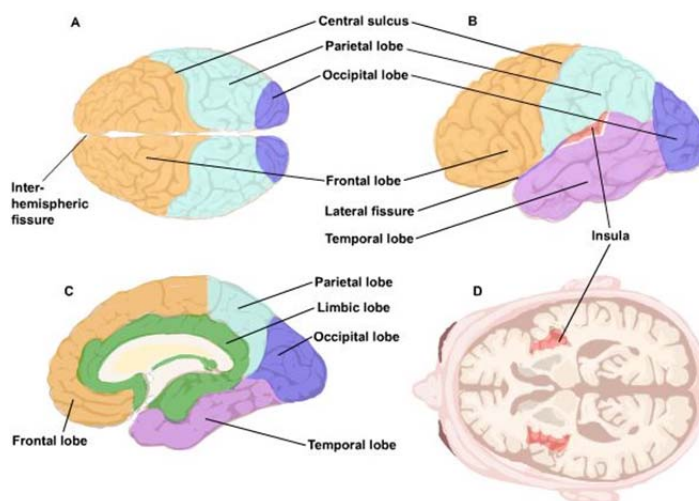 A
Central sulcus
B
Parietal lobe
Occipital lobe
Inter-
hemispheric
fissure
Frontal lobe
Lateral fissure
Temporal lobe
Insula
C
Parietal lobe
D
Limbic lobe
Occipital lobe
Frontal lobe
Temporal lobe